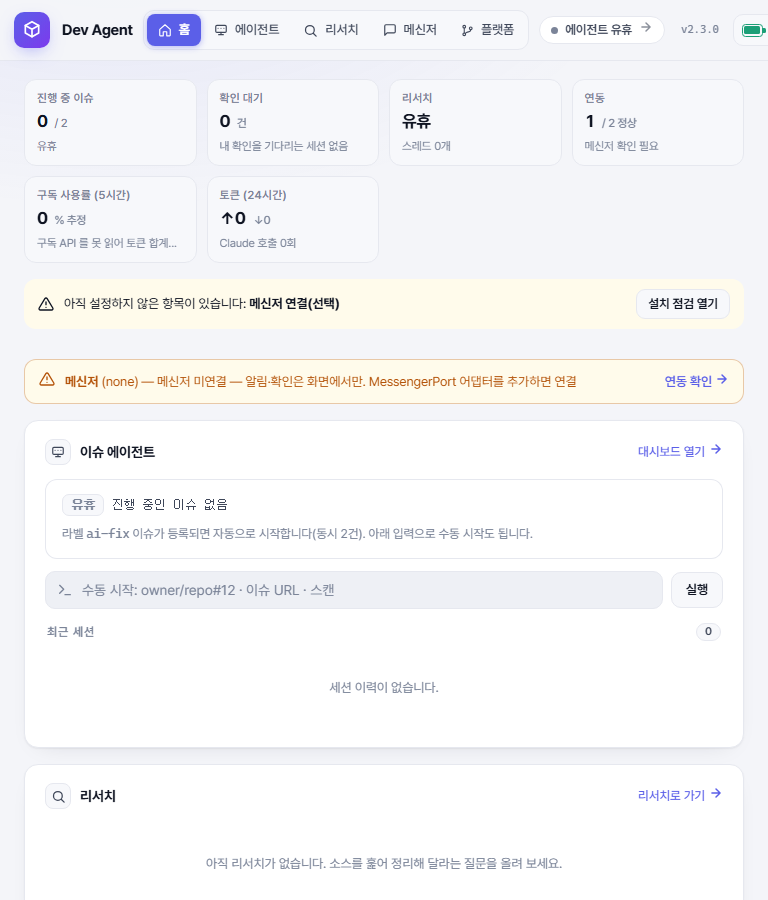 Dev Agent
홈
에이전트
리서치
메신저
플랫폼
에이전트 유휴
v2.3.0
진행 중 이슈
0 / 2
유휴
확인 대기
0 건
내 확인을 기다리는 세션 없음
리서치
유휴
스레드 0개
연동
1 / 2 정상
메신저 확인 필요
구독 사용률 (5시간)
0 % 추정
구독 API 를 못 읽어 토큰 합계...
토큰 (24시간)
↑0 ↓0
Claude 호출 0회
아직 설정하지 않은 항목이 있습니다: 메신저 연결(선택)
설치 점검 열기
메신저 (none) — 메신저 미연결 — 알림·확인은 화면에서만. MessengerPort 어댑터를 추가하면 연결
연동 확인
이슈 에이전트
대시보드 열기
유휴 진행 중인 이슈 없음
라벨 ai-fix 이슈가 등록되면 자동으로 시작합니다(동시 2건). 아래 입력으로 수동 시작도 됩니다.
수동 시작: owner/repo#12 · 이슈 URL · 스캔
실행
최근 세션
0
세션 이력이 없습니다.
리서치
리서치로 가기
아직 리서치가 없습니다. 소스를 훑어 정리해 달라는 질문을 올려 보세요.